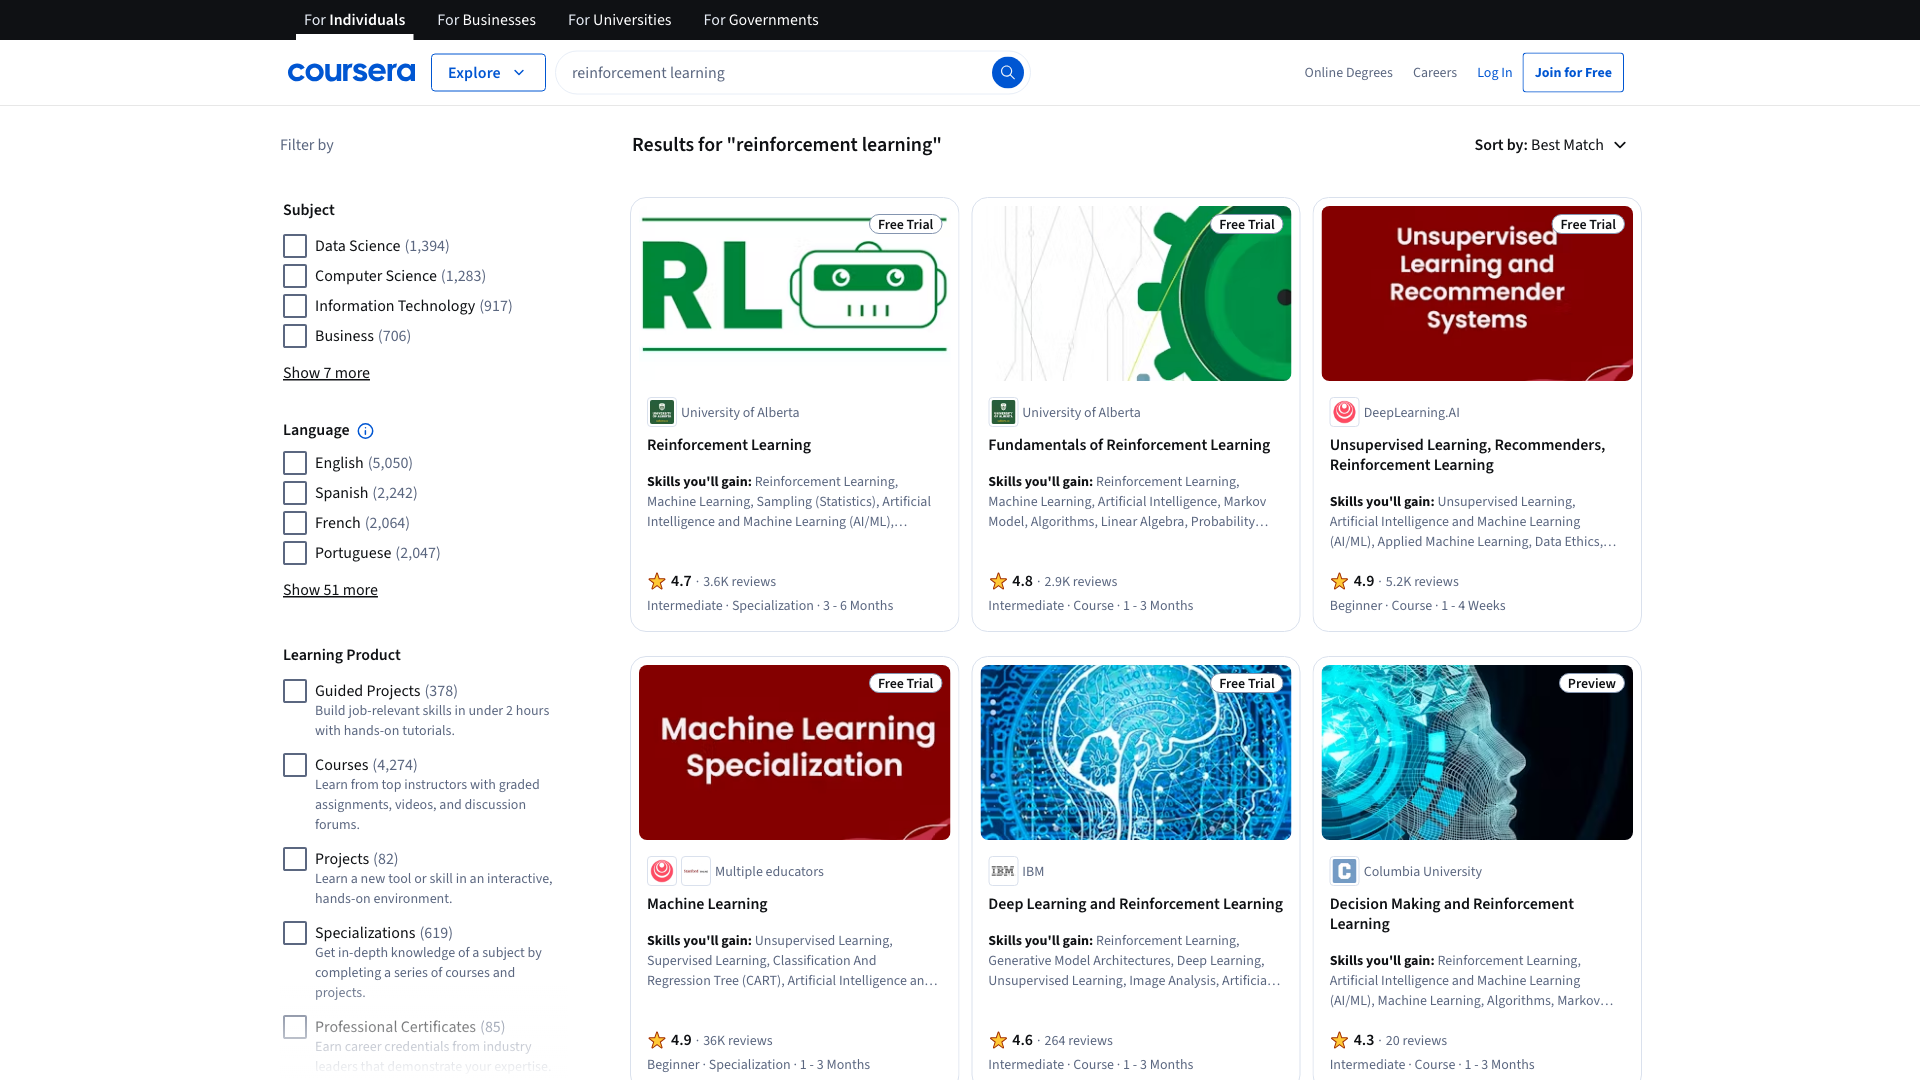 For Individuals
For Businesses
For Universities
For Governments
coursera
Explore
reinforcement learning
Online Degrees
Careers
Log In
Join for Free
Filter by
Subject
Data Science (1,394)
Computer Science (1,283)
Information Technology (917)
Business (706)
Show 7 more
Language
English (5,050)
Spanish (2,242)
French (2,064)
Portuguese (2,047)
Show 51 more
Learning Product
Guided Projects (378)
Build job-relevant skills in under 2 hours
with hands-on tutorials.
Courses (4,274)
Learn from top instructors with graded
assignments, videos, and discussion
forums.
Projects (82)
Learn a new tool or skill in an interactive,
hands-on environment.
Specializations (619)
Get in-depth knowledge of a subject by
completing a series of courses and
projects.
Professional Certificates (85)
Earn career credentials from industry
leaders that demonstrate your expertise.
Results for "reinforcement learning"
Sort by: Best Match
Free Trial
RL
University of Alberta
Reinforcement Learning
Skills you'll gain: Reinforcement Learning,
Machine Learning, Sampling (Statistics), Artificial
Intelligence and Machine Learning (AI/ML),…
4.7 · 3.6K reviews
Intermediate · Specialization · 3 - 6 Months
Free Trial
University of Alberta
Fundamentals of Reinforcement Learning
Skills you'll gain: Reinforcement Learning,
Machine Learning, Artificial Intelligence, Markov
Model, Algorithms, Linear Algebra, Probability…
4.8 · 2.9K reviews
Intermediate · Course · 1 - 3 Months
Free Trial
Unsupervised
Learning and
Recommender
Systems
DeepLearning.AI
Unsupervised Learning, Recommenders,
Reinforcement Learning
Skills you'll gain: Unsupervised Learning,
Artificial Intelligence and Machine Learning
(AI/ML), Applied Machine Learning, Data Ethics,…
4.9 · 5.2K reviews
Beginner · Course · 1 - 4 Weeks
Free Trial
Machine Learning
Specialization
Multiple educators
Machine Learning
Skills you'll gain: Unsupervised Learning,
Supervised Learning, Classification And
Regression Tree (CART), Artificial Intelligence an…
4.9 · 36K reviews
Beginner · Specialization · 1 - 3 Months
Free Trial
IBM
IBM
Deep Learning and Reinforcement Learning
Skills you'll gain: Reinforcement Learning,
Generative Model Architectures, Deep Learning,
Unsupervised Learning, Image Analysis, Artificia…
4.6 · 264 reviews
Intermediate · Course · 1 - 3 Months
Preview
C
Columbia University
Decision Making and Reinforcement
Learning
Skills you'll gain: Reinforcement Learning,
Artificial Intelligence and Machine Learning
(AI/ML), Machine Learning, Algorithms, Markov…
4.3 · 20 reviews
Intermediate · Course · 1 - 3 Months